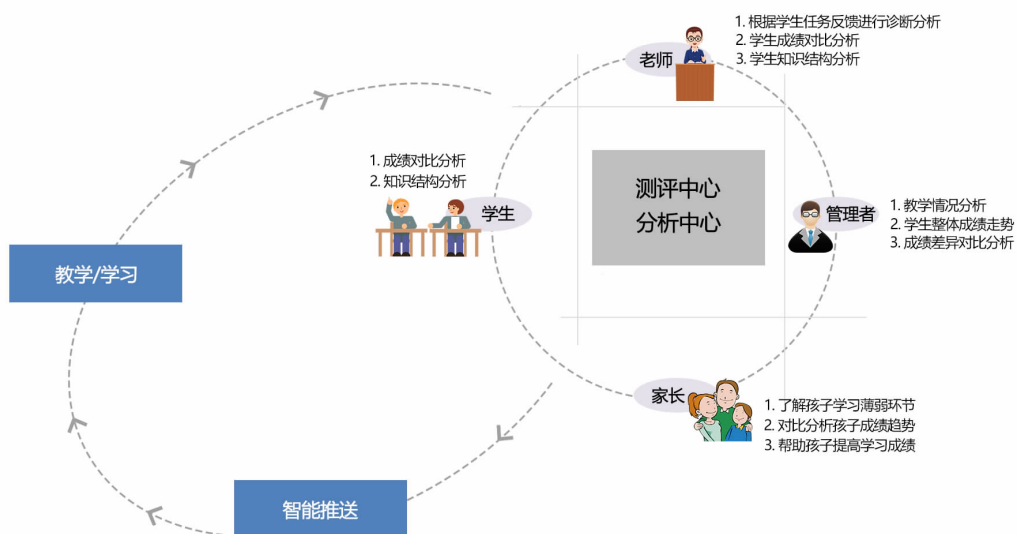 1. 根据学生任务反馈进行诊断分析
2. 学生成绩对比分析
3. 学生知识结构分析
老师
1. 成绩对比分析
2. 知识结构分析
学生
测评中心
分析中心
管理者
1. 教学情况分析
2. 学生整体成绩走势
3. 成绩差异对比分析
教学/学习
家长
1. 了解孩子学习薄弱环节
2. 对比分析孩子成绩趋势
3. 帮助孩子提高学习成绩
智能推送